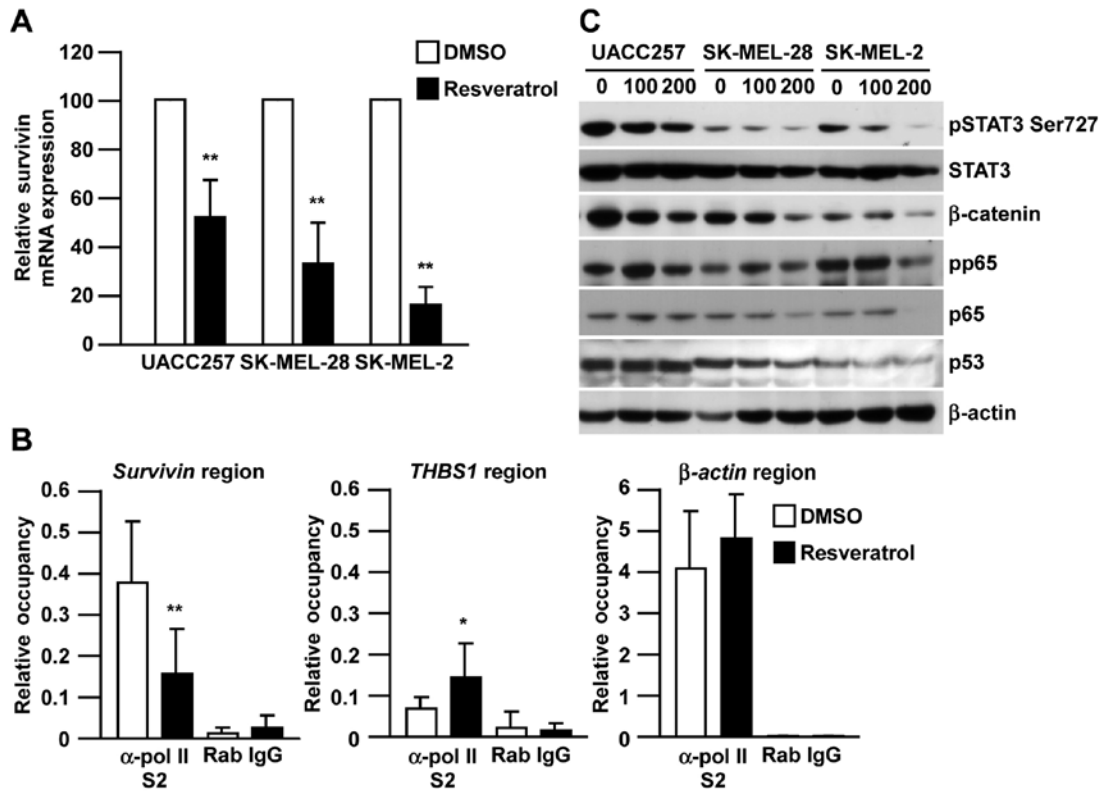 A
120
100
80
60
40
20
0
Relative survivin
mRNA expression
DMSO
Resveratrol
**
**
**
UACC257 SK-MEL-28 SK-MEL-2
C
UACC257 SK-MEL-28 SK-MEL-2
0 100 200 0 100 200 0 100 200
pSTAT3 Ser727
STAT3
β-catenin
pp65
p65
p53
β-actin
B
Survivin region
0.6
0.5
0.4
0.3
0.2
0.1
0
Relative occupancy
**
α-pol II Rab IgG
S2
THBS1 region
0.6
0.5
0.4
0.3
0.2
0.1
0
Relative occupancy
*
α-pol II Rab IgG
S2
β-actin region
6
5
4
3
2
1
0
Relative occupancy
DMSO
Resveratrol
α-pol II Rab IgG
S2